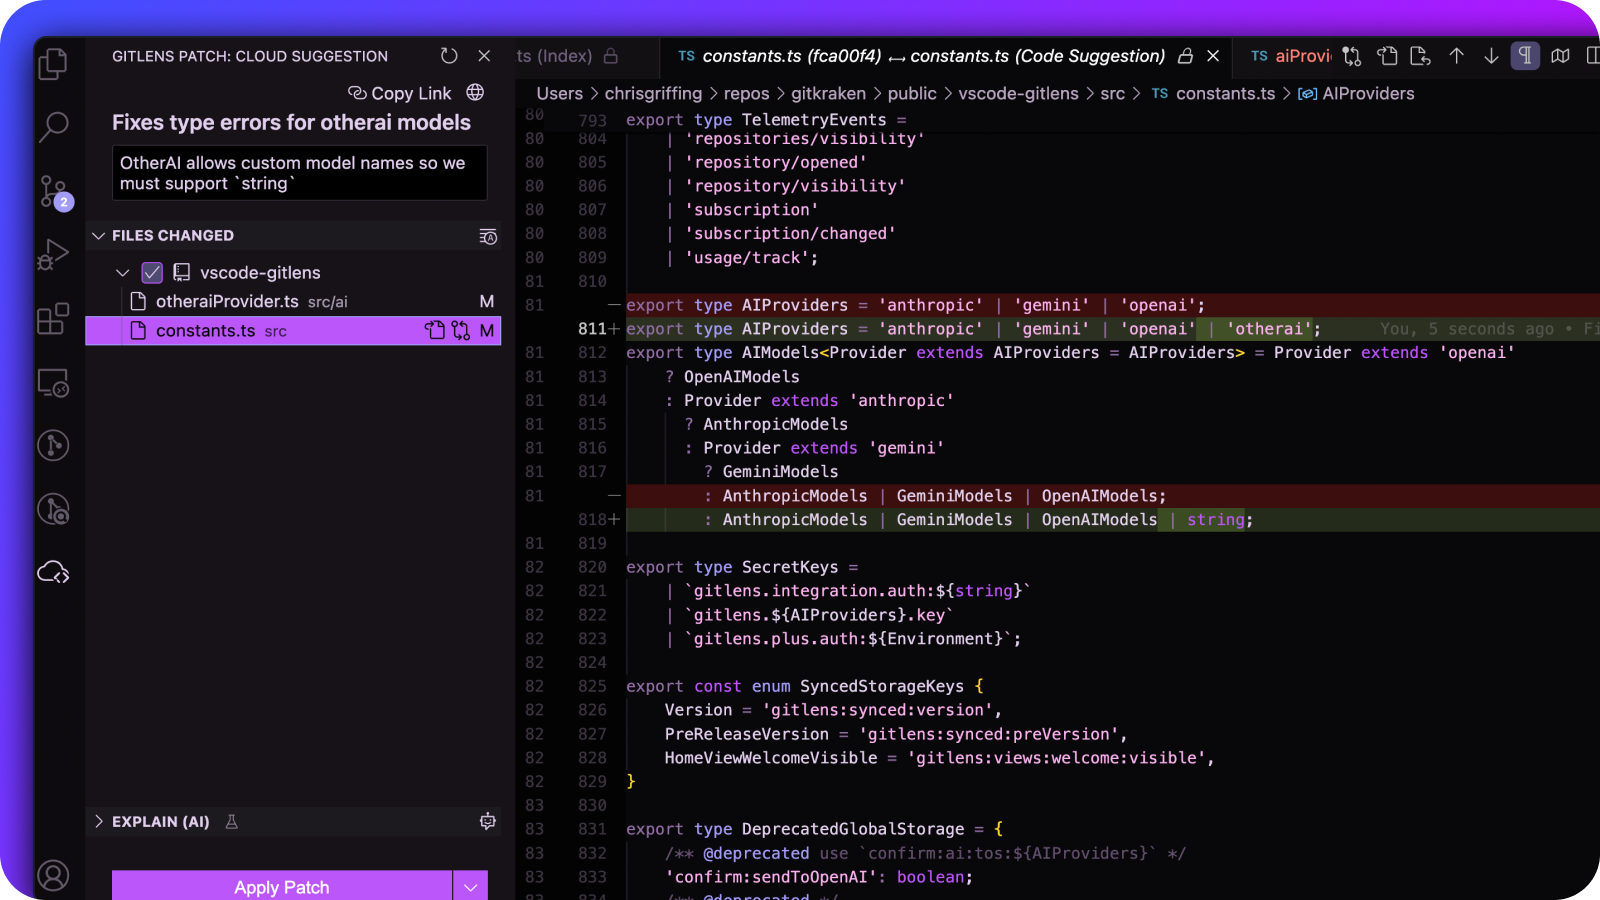 GITLENS PATCH: CLOUD SUGGESTION
Copy Link
Fixes type errors for otherai models
OtherAI allows custom model names so we
must support `string`
FILES CHANGED
vscode-gitlens
otheraiProvider.ts src/ai M
constants.ts src M
2
EXPLAIN (AI)
Apply Patch
.ts (Index)
TS constants.ts (fca00f4) ↔ constants.ts (Code Suggestion)
TS aiProvi
Users > chrisgriffing > repos > gitkraken > public > vscode-gitlens > src > TS constants.ts > AIProviders
80 793 export type TelemetryEvents =
80 804 | 'repositories/visibility'
80 805 | 'repository/opened'
80 806 | 'repository/visibility'
80 807 | 'subscription'
80 808 | 'subscription/changed'
80 809 | 'usage/track';
81 810
81 — export type AIProviders = 'anthropic' | 'gemini' | 'openai';
811+ export type AIProviders = 'anthropic' | 'gemini' | 'openai' | 'otherai'; You, 5 seconds ago • Fi
81 812 export type AIModels<Provider extends AIProviders = AIProviders> = Provider extends 'openai'
81 813 ? OpenAIModels
81 814 : Provider extends 'anthropic'
81 815 ? AnthropicModels
81 816 : Provider extends 'gemini'
81 817 ? GeminiModels
81 — : AnthropicModels | GeminiModels | OpenAIModels;
818+ : AnthropicModels | GeminiModels | OpenAIModels | string;
81 819
82 820 export type SecretKeys =
82 821 | `gitlens.integration.auth:${string}`
82 822 | `gitlens.${AIProviders}.key`
82 823 | `gitlens.plus.auth:${Environment}`;
82 824
82 825 export const enum SyncedStorageKeys {
82 826 Version = 'gitlens:synced:version',
82 827 PreReleaseVersion = 'gitlens:synced:preVersion',
82 828 HomeViewWelcomeVisible = 'gitlens:views:welcome:visible',
82 829 }
83 830
83 831 export type DeprecatedGlobalStorage = {
83 832 /** @deprecated use `confirm:ai:tos:${AIProviders}` */
83 833 'confirm:sendToOpenAI': boolean;
83 834 /** @deprecated */